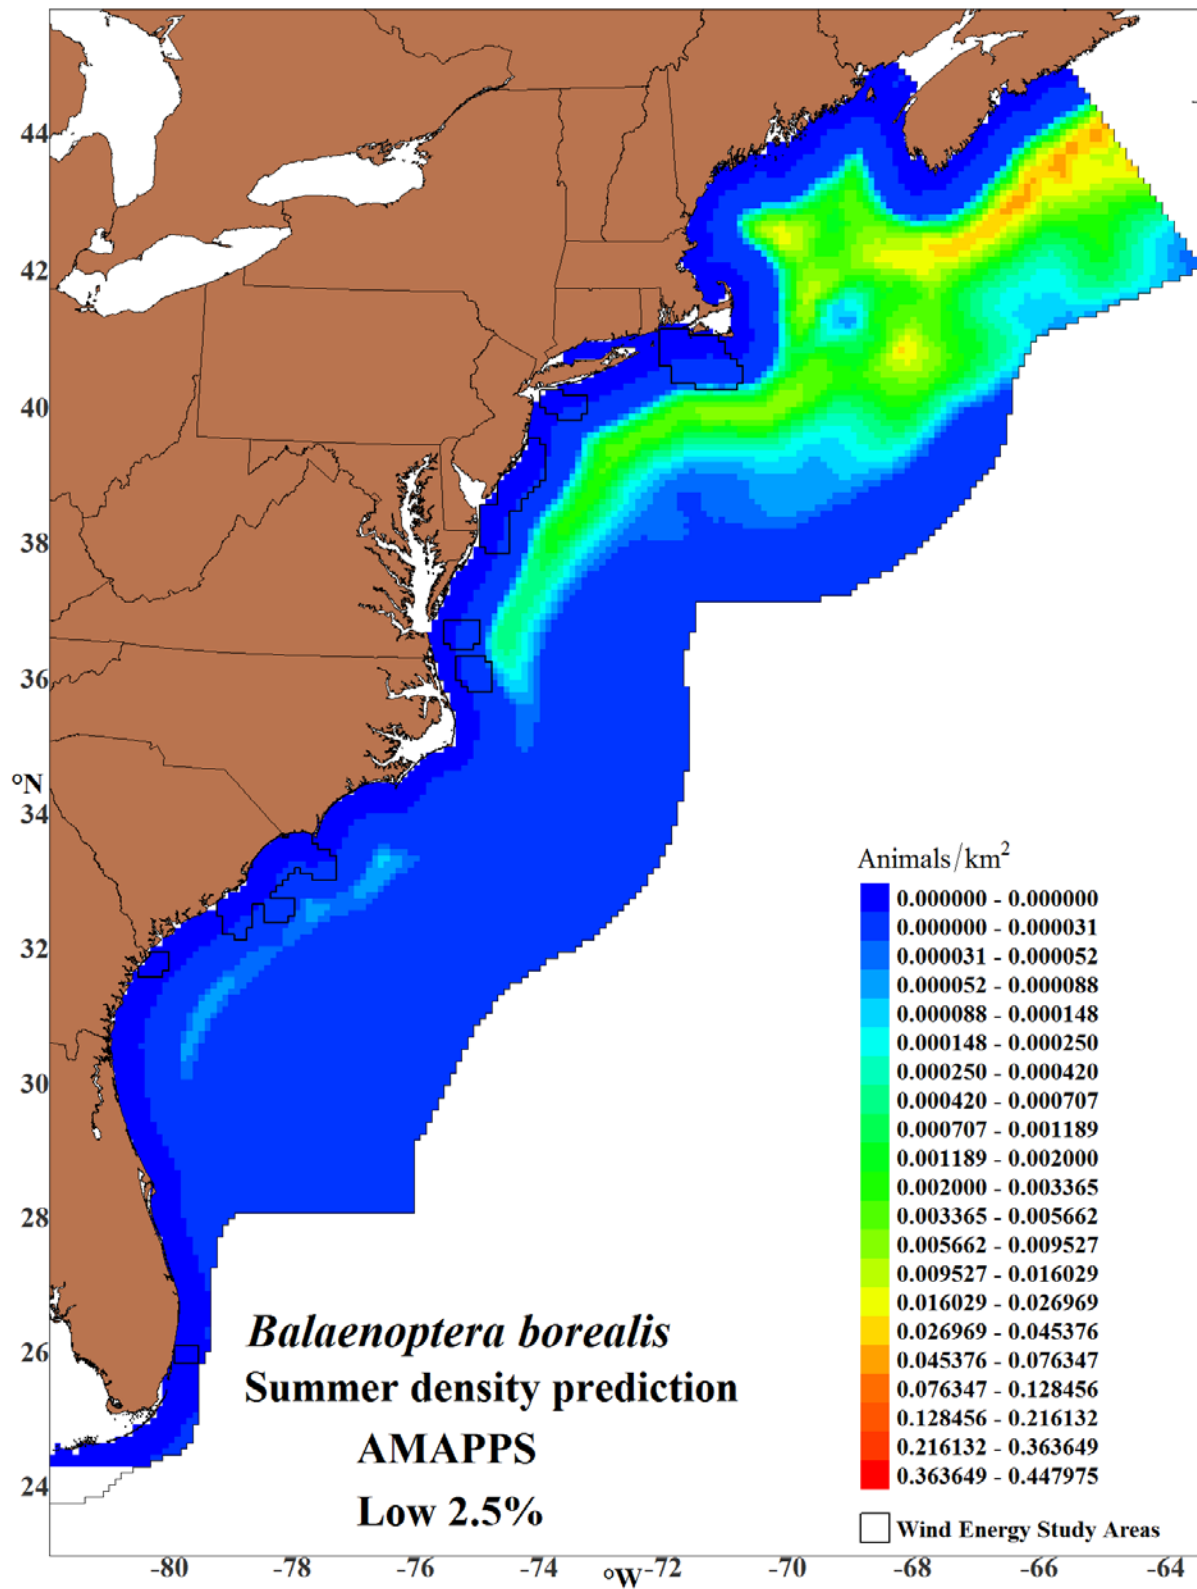 44
42
40
38
36
°N
34
32
30
28
26
24
Animals/km²
0.000000 - 0.000000
0.000000 - 0.000031
0.000031 - 0.000052
0.000052 - 0.000088
0.000088 - 0.000148
0.000148 - 0.000250
0.000250 - 0.000420
0.000420 - 0.000707
0.000707 - 0.001189
0.001189 - 0.002000
0.002000 - 0.003365
0.003365 - 0.005662
0.005662 - 0.009527
0.009527 - 0.016029
0.016029 - 0.026969
0.026969 - 0.045376
0.045376 - 0.076347
0.076347 - 0.128456
0.128456 - 0.216132
0.216132 - 0.363649
0.363649 - 0.447975
Wind Energy Study Areas
Balaenoptera borealis
Summer density prediction
AMAPPS
Low 2.5%
-80 -78 -76 -74 °W -72 -70 -68 -66 -64